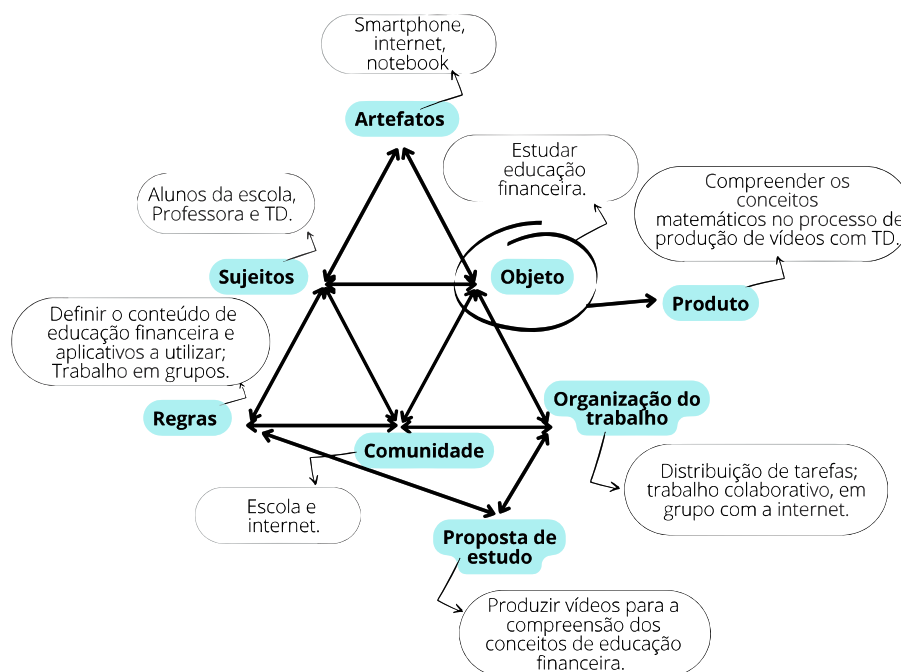 Smartphone,
internet,
notebook
Artefatos
Estudar
educação
financeira.
Compreender os
conceitos
matemáticos no processo de
produção de vídeos com TD.
Alunos da escola,
Professora e TD.
Sujeitos
Objeto
Produto
Definir o conteúdo de
educação financeira e
aplicativos a utilizar;
Trabalho em grupos.
Regras
Organização do
trabalho
Comunidade
Distribuição de tarefas;
trabalho colaborativo, em
grupo com a internet.
Escola e
internet.
Proposta de
estudo
Produzir vídeos para a
compreensão dos
conceitos de educação
financeira.